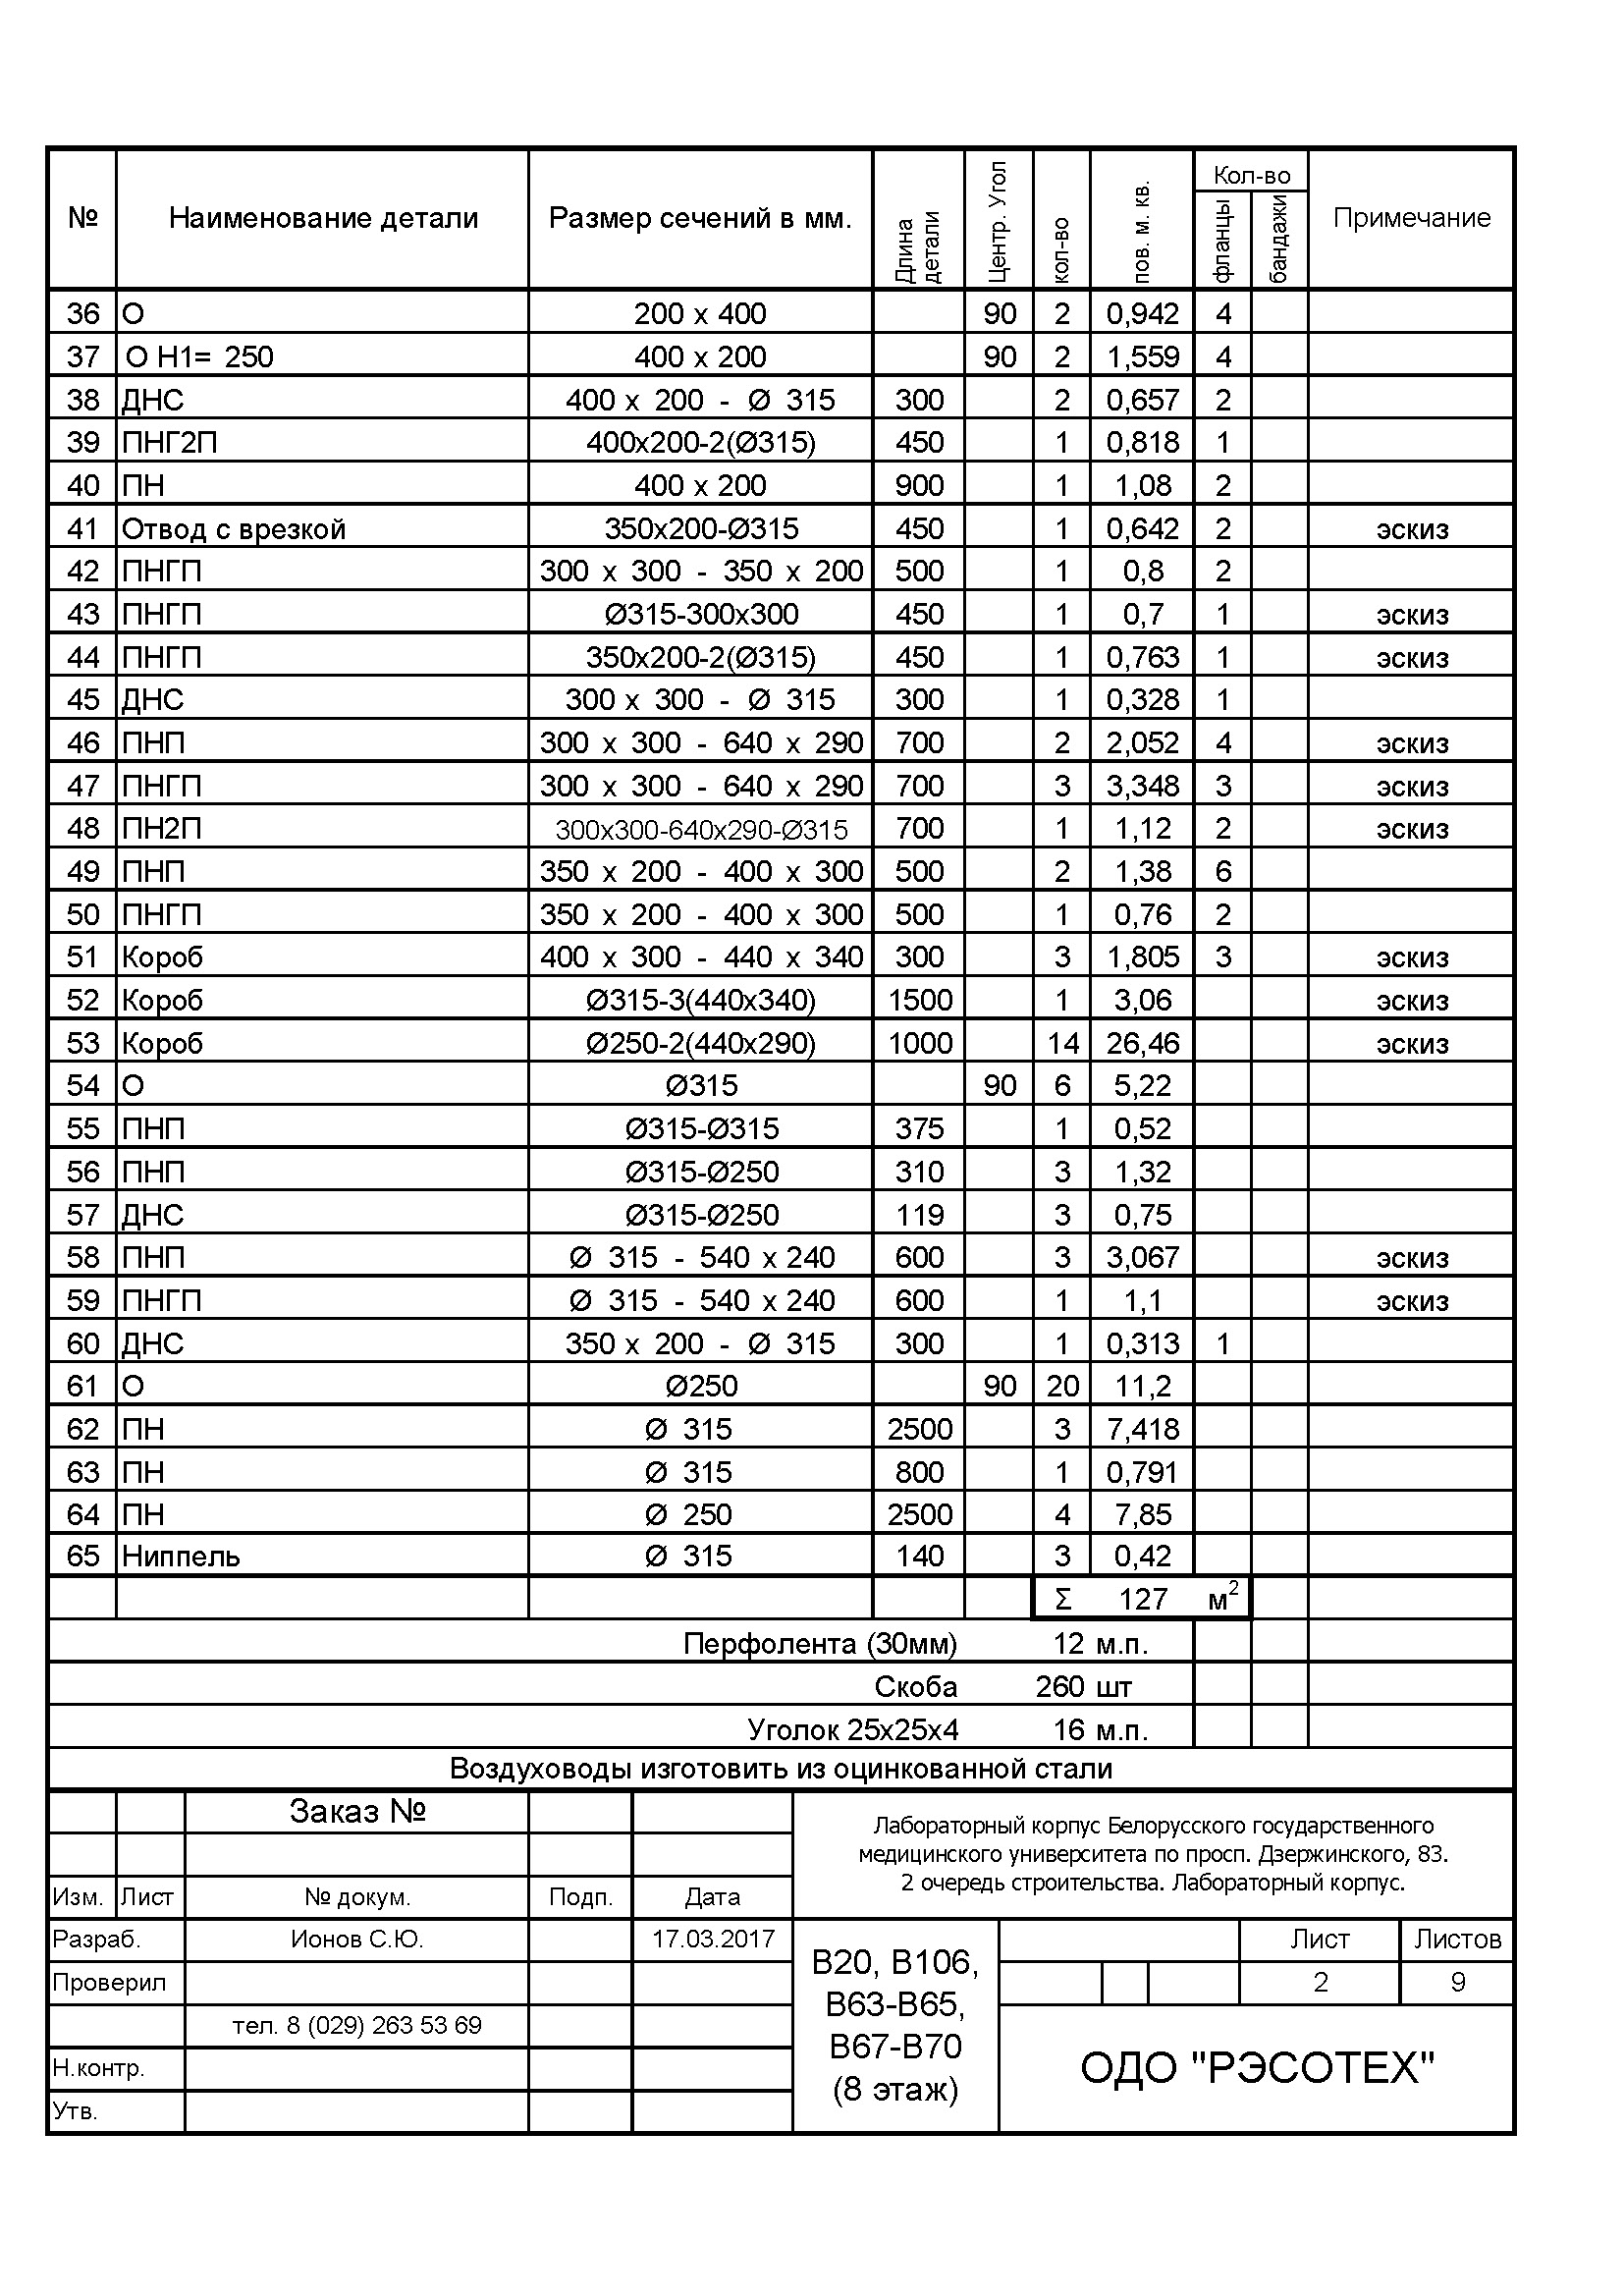 № Наименование детали Размер сечений в мм. Длина детали Центр. Угол кол-во пов. м. кв. Кол-во фланцы бандажи Примечание
36 О 200 x 400 90 2 0,942 4
37 О Н1= 250 400 x 200 90 2 1,559 4
38 ДНС 400 x 200 - Ø 315 300 2 0,657 2
39 ПНГ2П 400x200-2(Ø315) 450 1 0,818 1
40 ПН 400 x 200 900 1 1,08 2
41 Отвод с врезкой 350x200-Ø315 450 1 0,642 2 эскиз
42 ПНГП 300 x 300 - 350 x 200 500 1 0,8 2
43 ПНГП Ø315-300x300 450 1 0,7 1 эскиз
44 ПНГП 350x200-2(Ø315) 450 1 0,763 1 эскиз
45 ДНС 300 x 300 - Ø 315 300 1 0,328 1
46 ПНП 300 x 300 - 640 x 290 700 2 2,052 4 эскиз
47 ПНГП 300 x 300 - 640 x 290 700 3 3,348 3 эскиз
48 ПН2П 300x300-640x290-Ø315 700 1 1,12 2 эскиз
49 ПНП 350 x 200 - 400 x 300 500 2 1,38 6
50 ПНГП 350 x 200 - 400 x 300 500 1 0,76 2
51 Короб 400 x 300 - 440 x 340 300 3 1,805 3 эскиз
52 Короб Ø315-3(440x340) 1500 1 3,06 эскиз
53 Короб Ø250-2(440x290) 1000 14 26,46 эскиз
54 О Ø315 90 6 5,22
55 ПНП Ø315-Ø315 375 1 0,52
56 ПНП Ø315-Ø250 310 3 1,32
57 ДНС Ø315-Ø250 119 3 0,75
58 ПНП Ø 315 - 540 x 240 600 3 3,067 эскиз
59 ПНГП Ø 315 - 540 x 240 600 1 1,1 эскиз
60 ДНС 350 x 200 - Ø 315 300 1 0,313 1
61 О Ø250 90 20 11,2
62 ПН Ø 315 2500 3 7,418
63 ПН Ø 315 800 1 0,791
64 ПН Ø 250 2500 4 7,85
65 Ниппель Ø 315 140 3 0,42
Σ 127 м²
Перфолента (30мм) 12 м.п.
Скоба 260 шт
Уголок 25x25x4 16 м.п.
Воздуховоды изготовить из оцинкованной стали
Заказ №
Изм. Лист № докум. Подп. Дата
Разраб. Ионов С.Ю. 17.03.2017
Проверил
тел. 8 (029) 263 53 69
Н.контр.
Утв.
Лабораторный корпус Белорусского государственного
медицинского университета по просп. Дзержинского, 83.
2 очередь строительства. Лабораторный корпус.
В20, В106,
В63-В65,
В67-В70
(8 этаж)
Лист Листов
2 9
ОДО "РЭСОТЕХ"